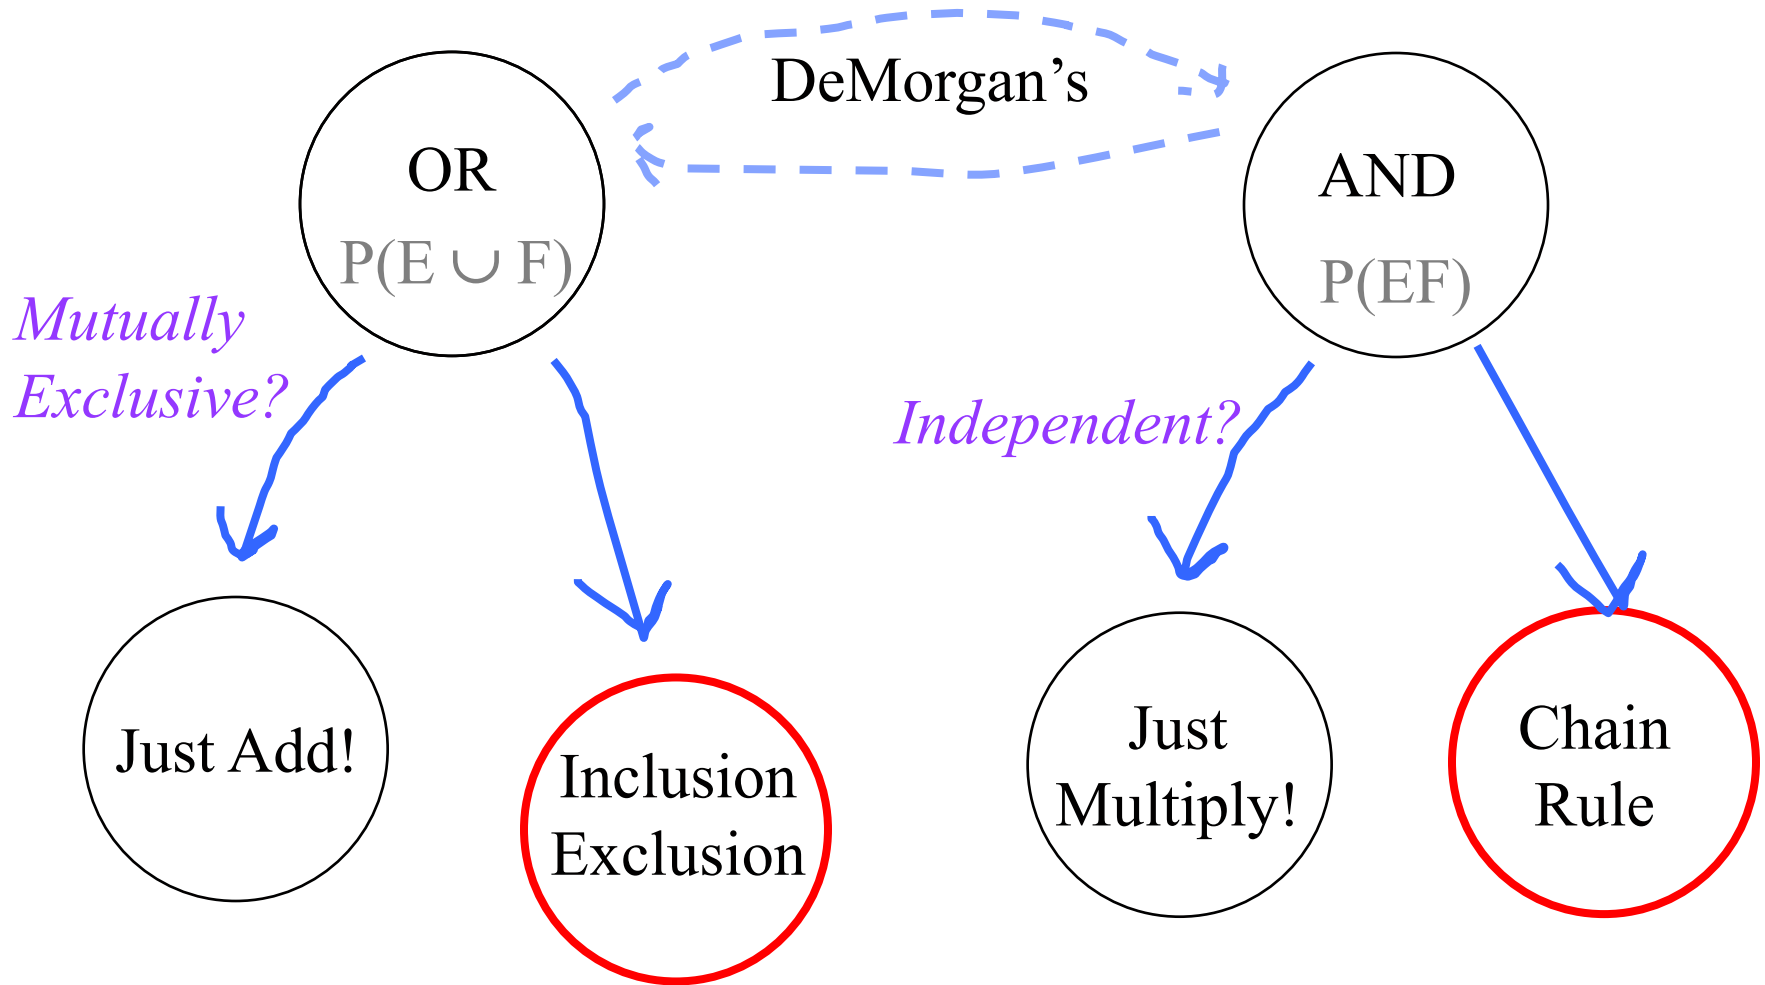 DeMorgan’s
OR
P(E ∪ F)
AND
P(EF)
Mutually
Exclusive?
Independent?
Just Add!
Inclusion
Exclusion
Just
Multiply!
Chain
Rule